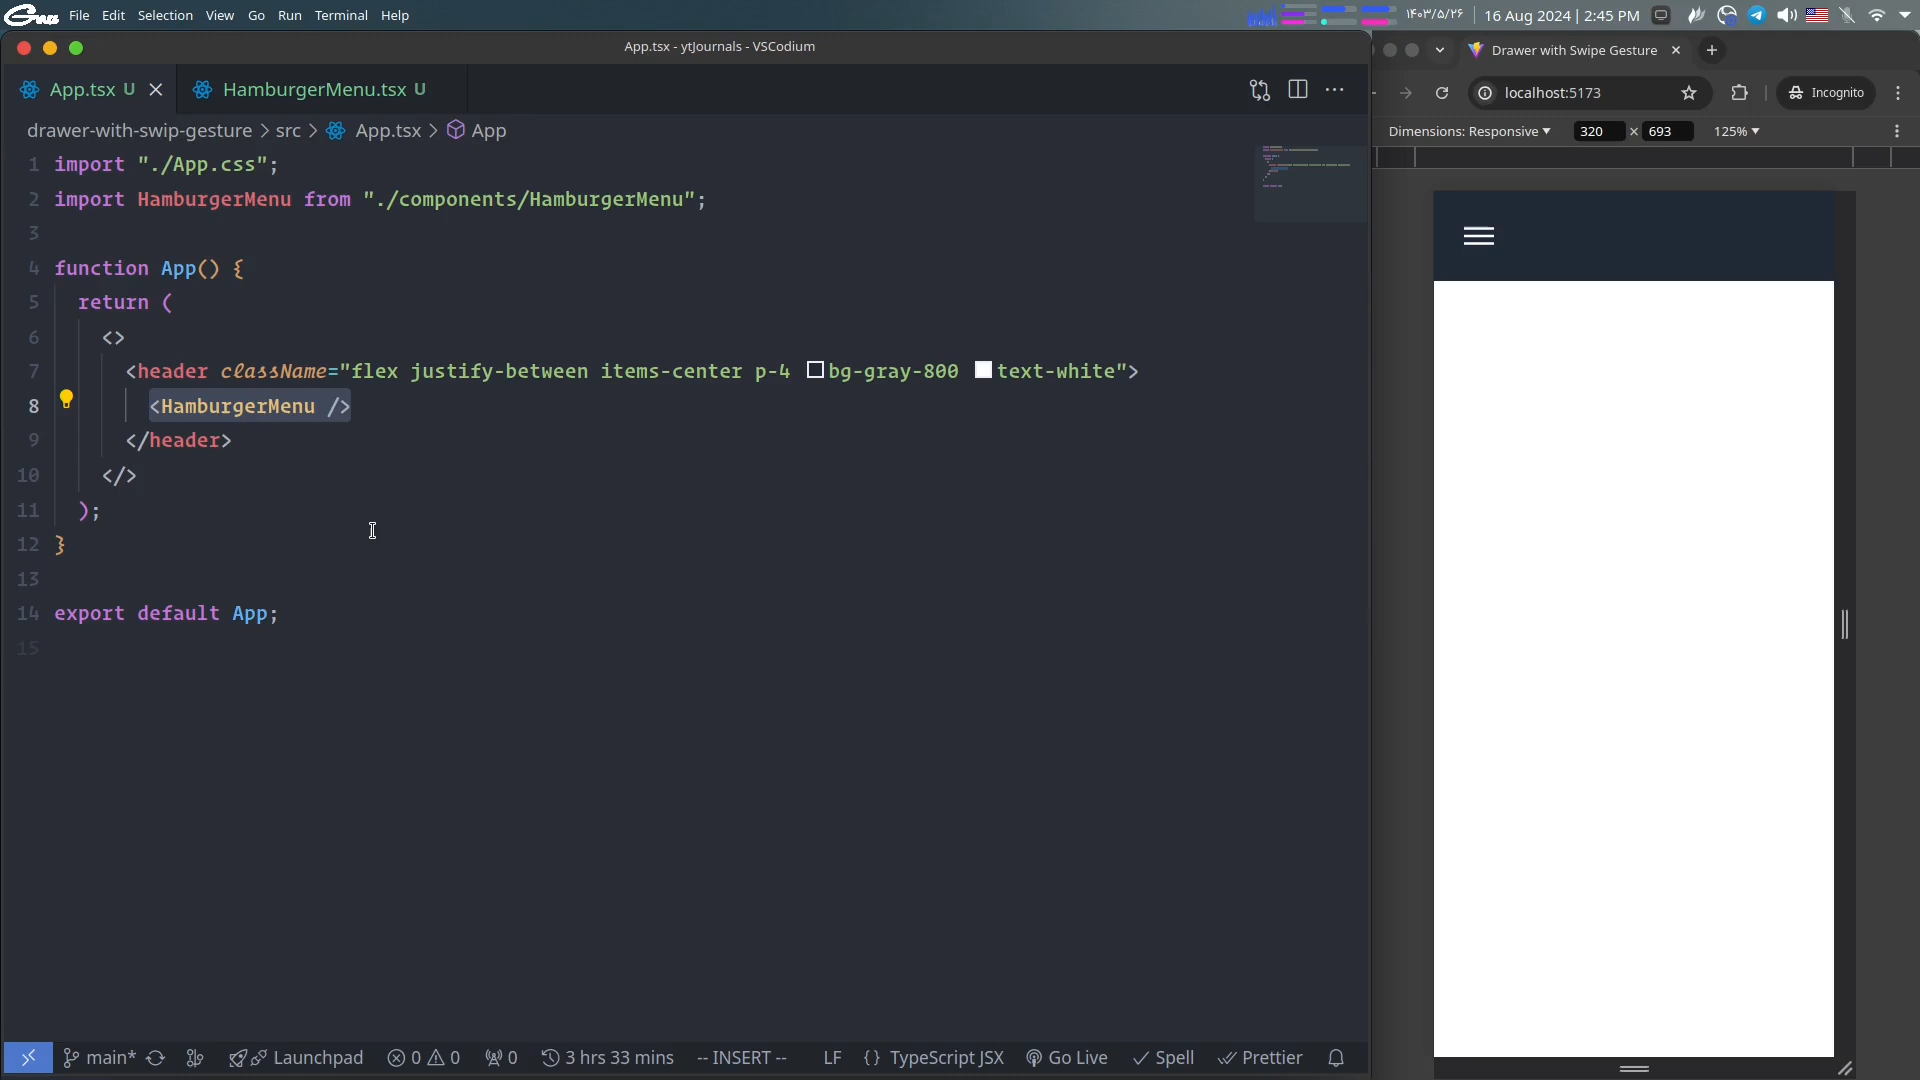 File Edit Selection View Go Run Terminal Help
۱۴۰۳/۵/۲۶ 16 Aug 2024 | 2:45 PM
App.tsx - ytJournals - VSCodium
Drawer with Swipe Gesture
App.tsx U HamburgerMenu.tsx U
localhost:5173
Incognito
drawer-with-swip-gesture > src > App.tsx > App
Dimensions: Responsive 320 × 693 125%
1 import "./App.css";
2 import HamburgerMenu from "./components/HamburgerMenu";
3
4 function App() {
5 return (
6 <>
7 <header className="flex justify-between items-center p-4 bg-gray-800 text-white">
8 <HamburgerMenu />
9 </header>
10 </>
11 );
12 }
13
14 export default App;
15
main* Launchpad 0 0 0 3 hrs 33 mins -- INSERT -- LF {} TypeScript JSX Go Live Spell Prettier